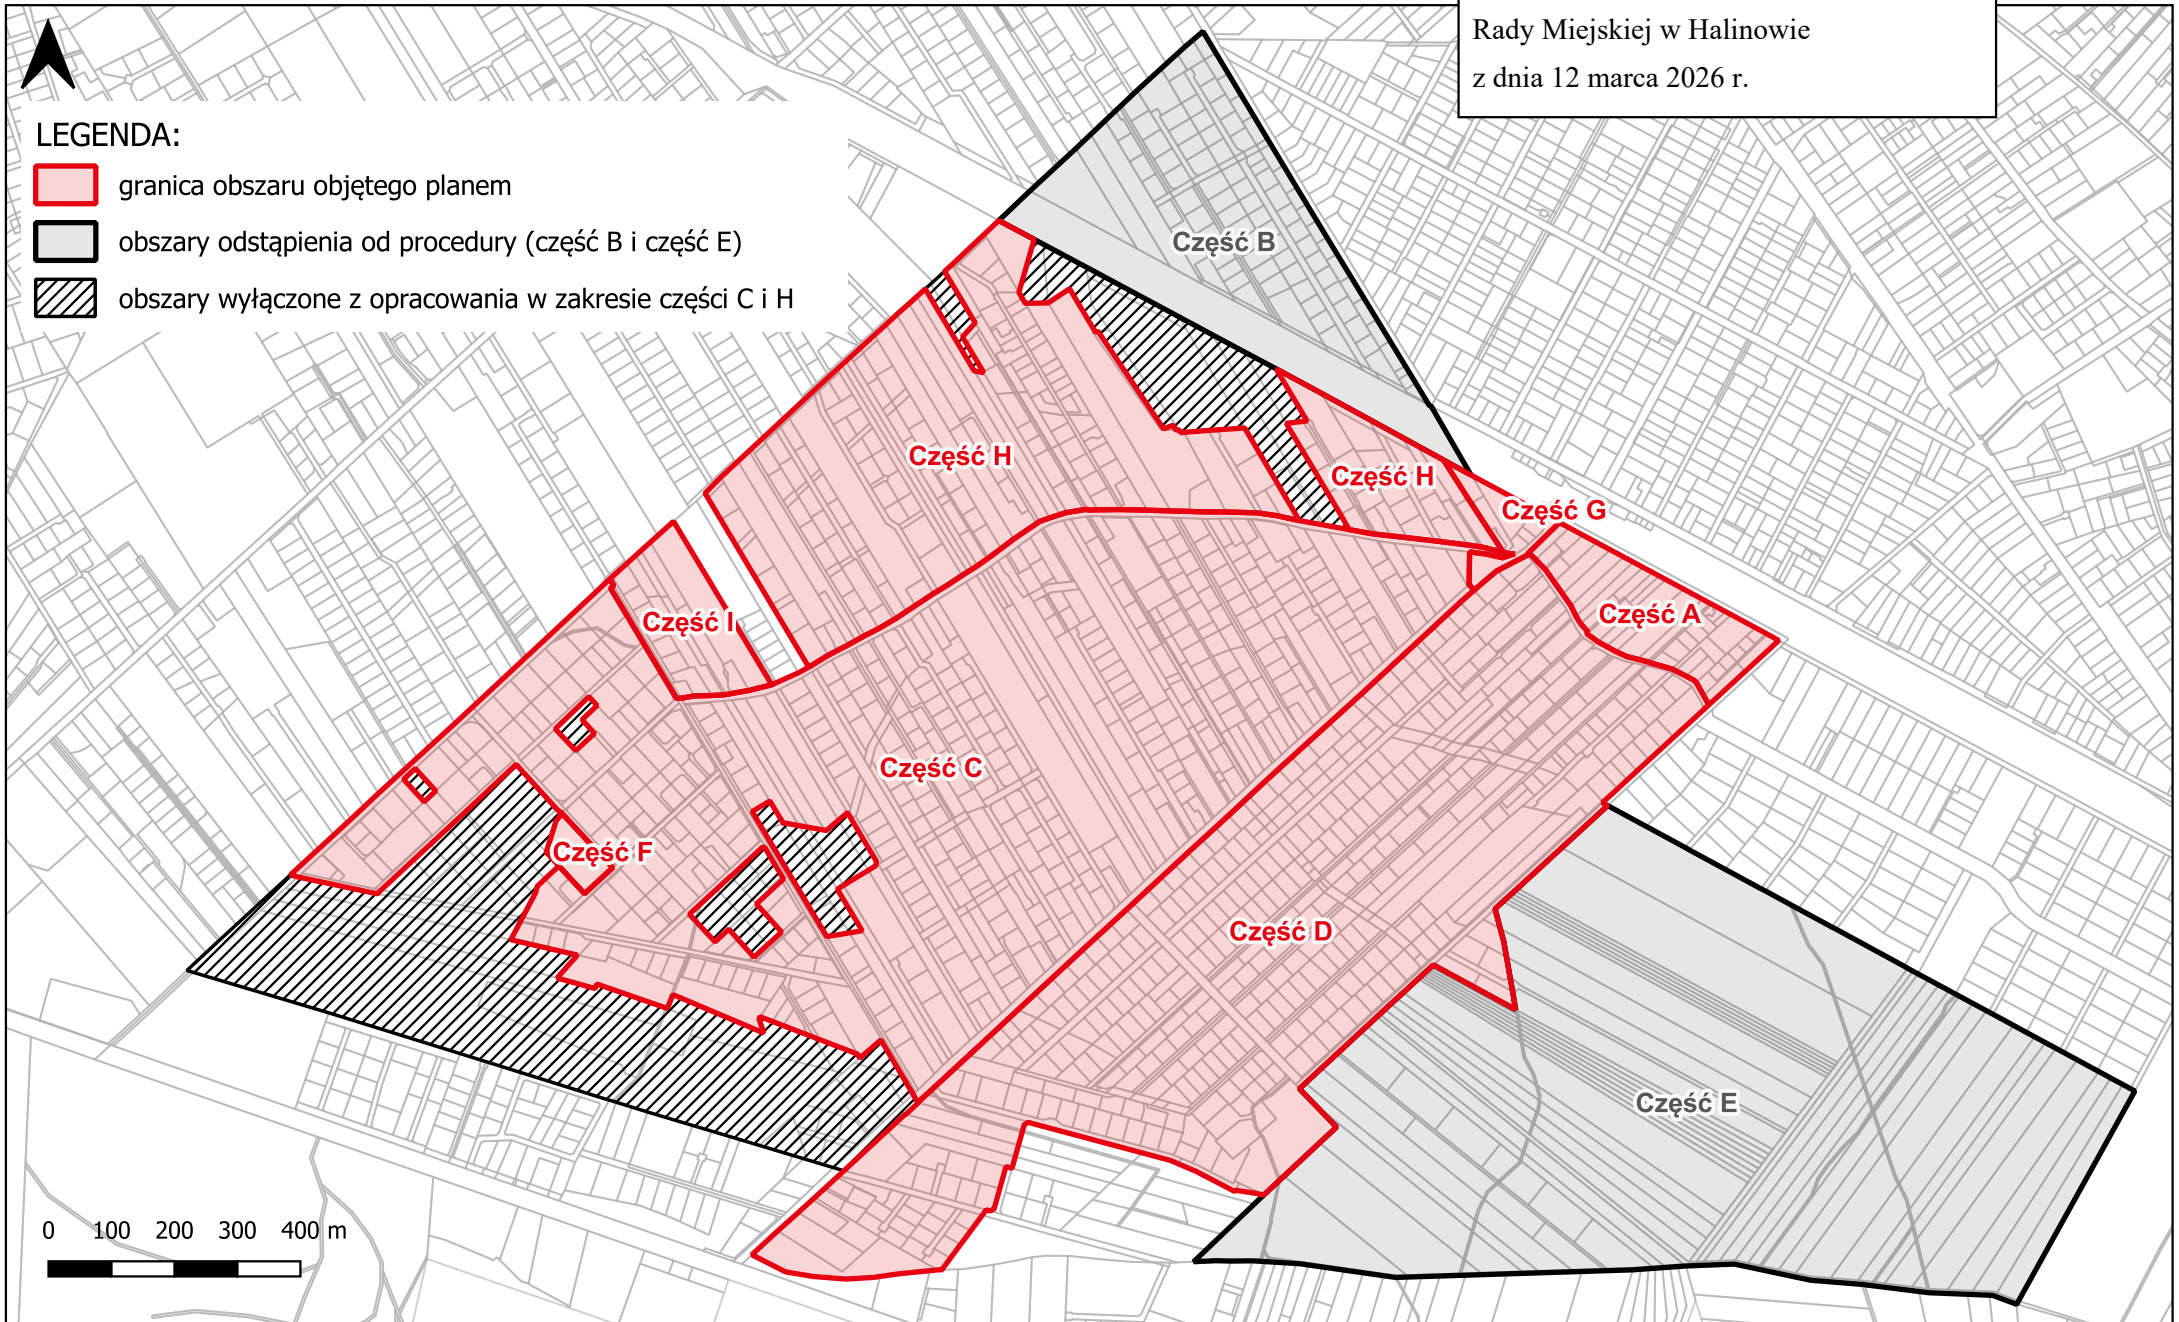 Rady Miejskiej w Halinowie
z dnia 12 marca 2026 r.
LEGENDA:
granica obszaru objętego planem
obszary odstąpienia od procedury (część B i część E)
obszary wyłączone z opracowania w zakresie części C i H
Część B
Część H
Część H
Część G
Część A
Część I
Część C
Część F
Część D
Część E
0 100 200 300 400 m